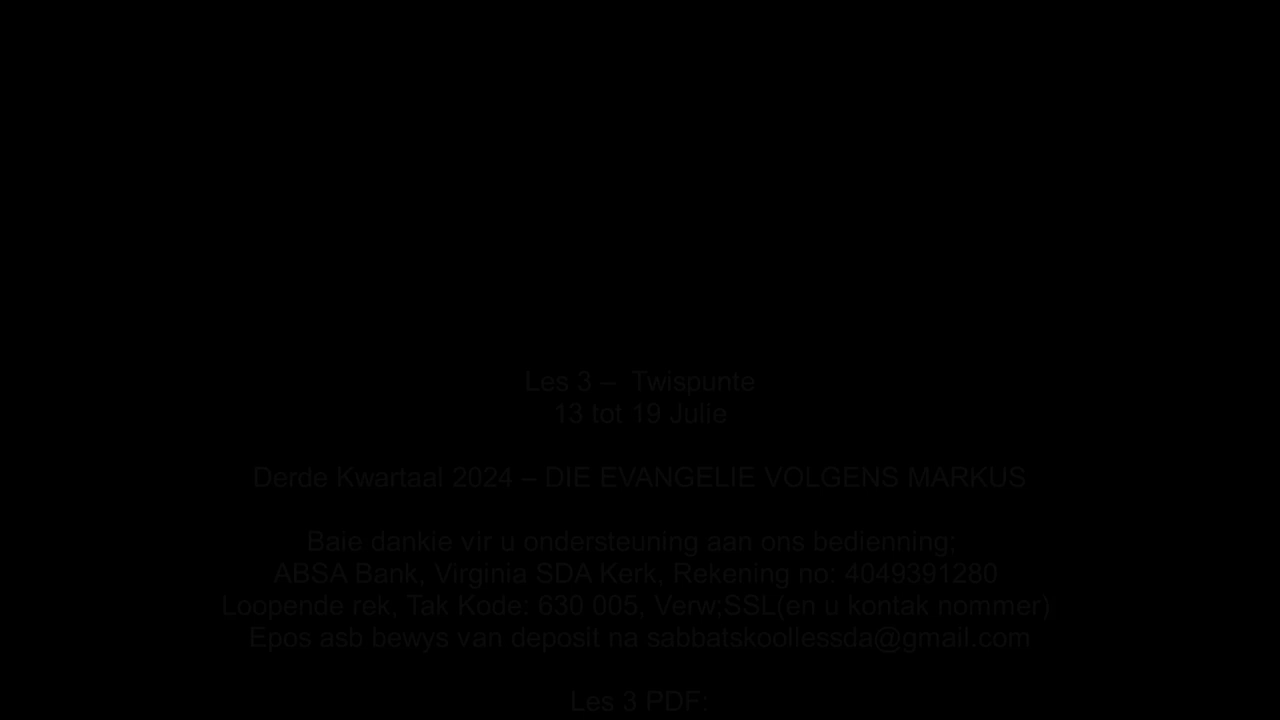 Les 3 – Twispunte
13 tot 19 Julie
Derde Kwartaal 2024 – DIE EVANGELIE VOLGENS MARKUS
Baie dankie vir u ondersteuning aan ons bedienning;
ABSA Bank, Virginia SDA Kerk, Rekening no: 4049391280
Loopende rek, Tak Kode: 630 005, Verw;SSL(en u kontak nommer)
Epos asb bewys van deposit na sabbatskoollessda@gmail.com
Les 3 PDF: